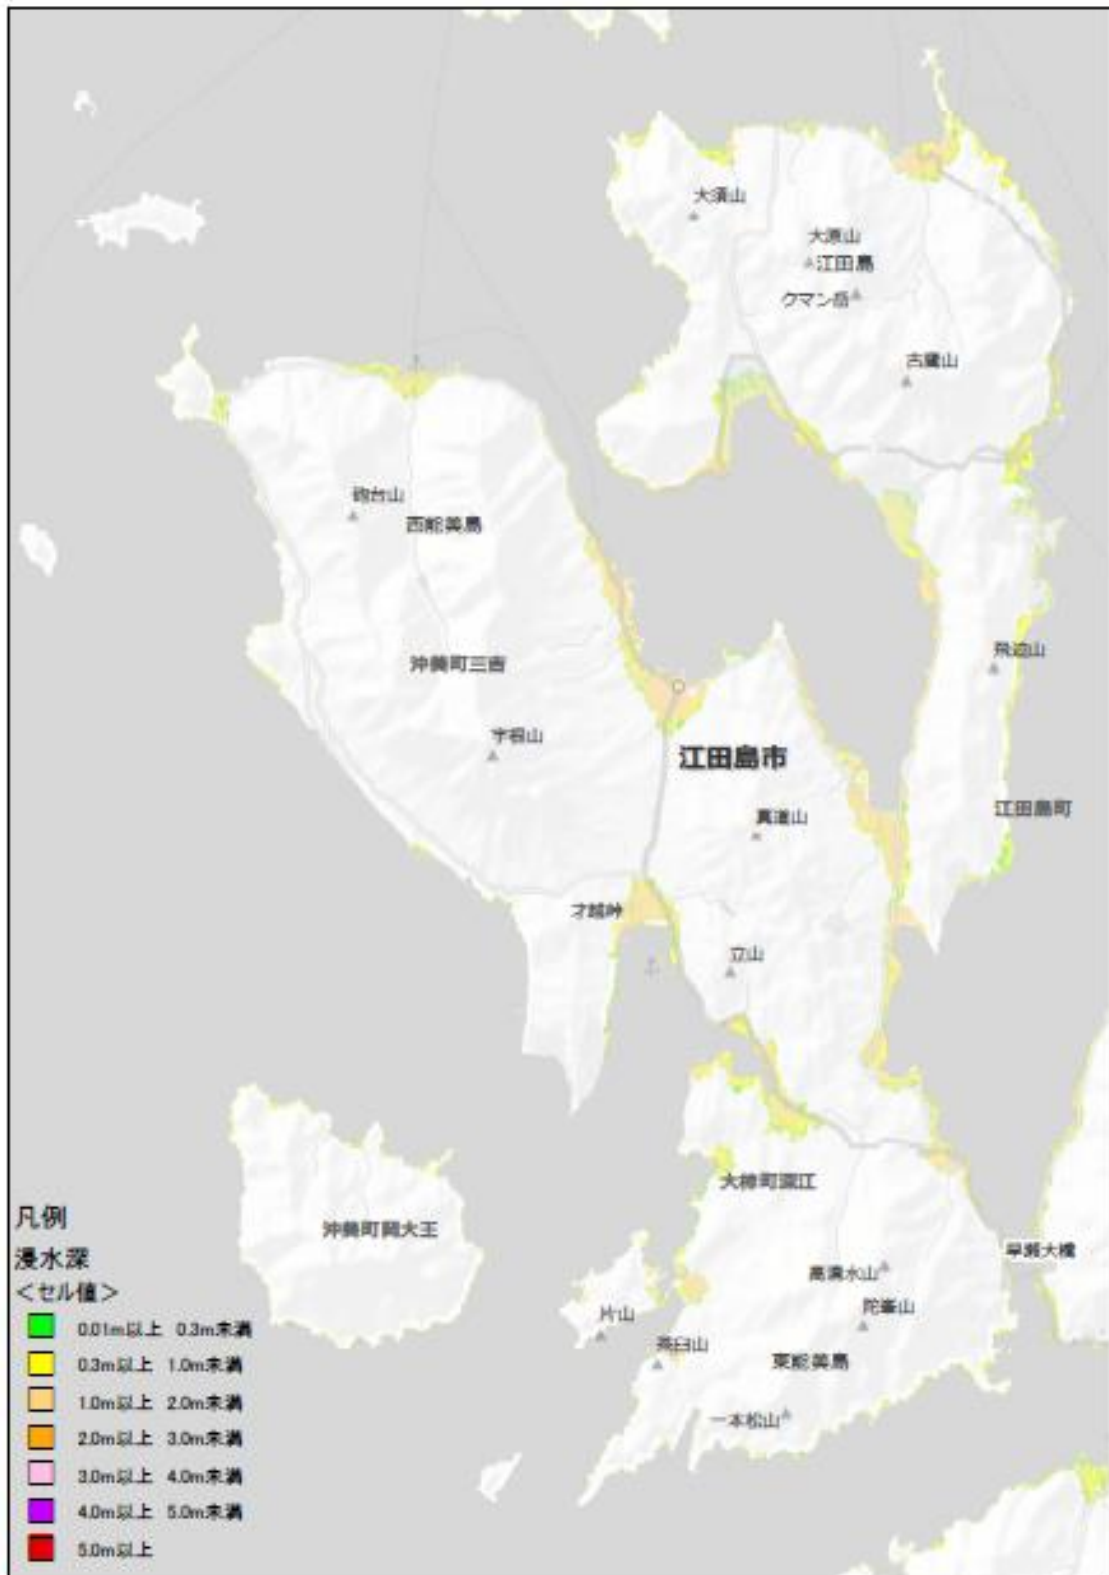 大須山
大原山
江田島
クマン岳
古鷹山
砲台山
西能美島
沖美町三吉
飛迫山
宇根山
江田島市
真道山
江田島町
才越峠
立山
大柿町深江
沖美町岡大王
早瀬大橋
高清水山
陀峯山
片山
茶臼山
東能美島
一本松山
凡例
浸水深
＜セル値＞
0.01m以上 0.3m未満
0.3m以上 1.0m未満
1.0m以上 2.0m未満
2.0m以上 3.0m未満
3.0m以上 4.0m未満
4.0m以上 5.0m未満
5.0m以上